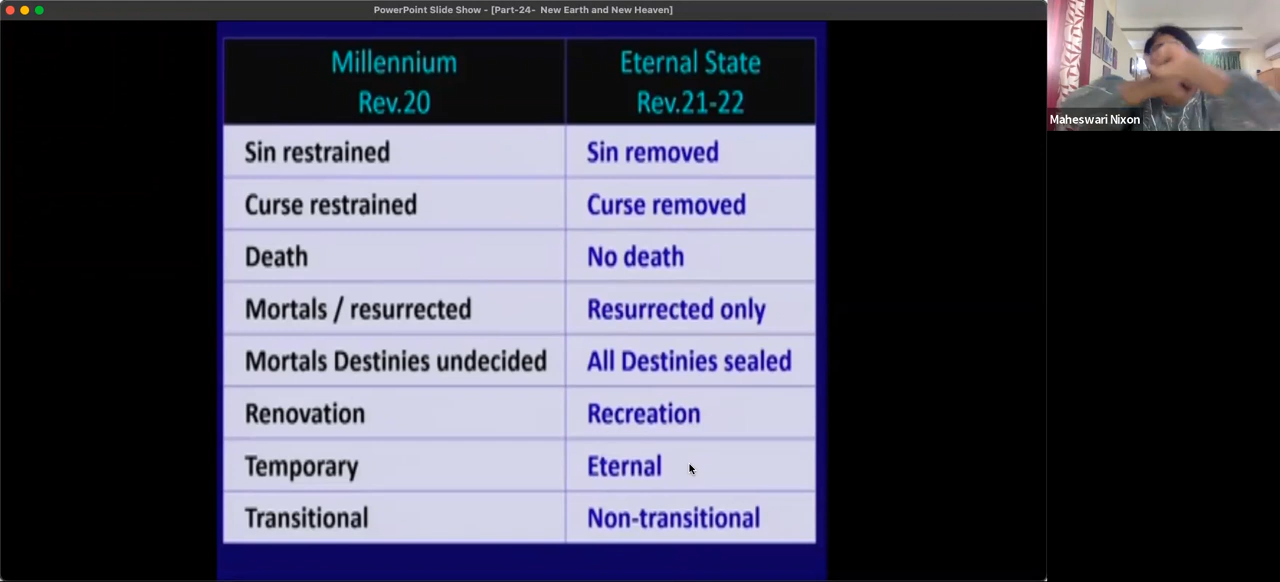 PowerPoint Slide Show - [Part-24- New Earth and New Heaven]
Maheswari Nixon
Millennium Eternal State
Rev.20 Rev.21-22
Sin restrained Sin removed
Curse restrained Curse removed
Death No death
Mortals / resurrected Resurrected only
Mortals Destinies undecided All Destinies sealed
Renovation Recreation
Temporary Eternal
Transitional Non-transitional